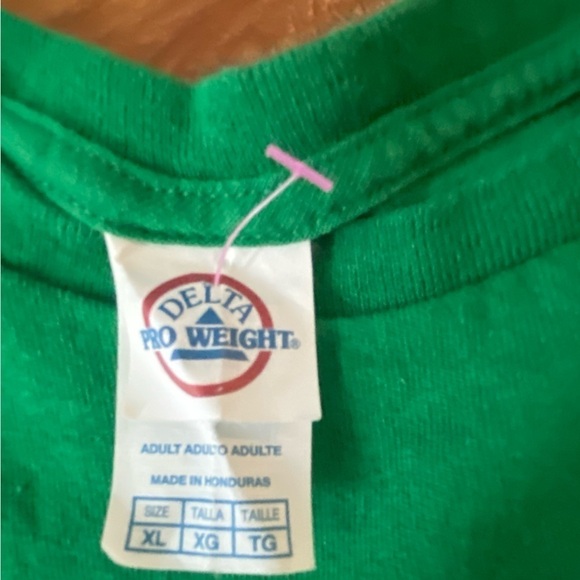 DELTA
PRO WEIGHT®
ADULT ADULTO ADULTE
MADE IN HONDURAS
SIZE TALLA TAILLE
XL XG TG